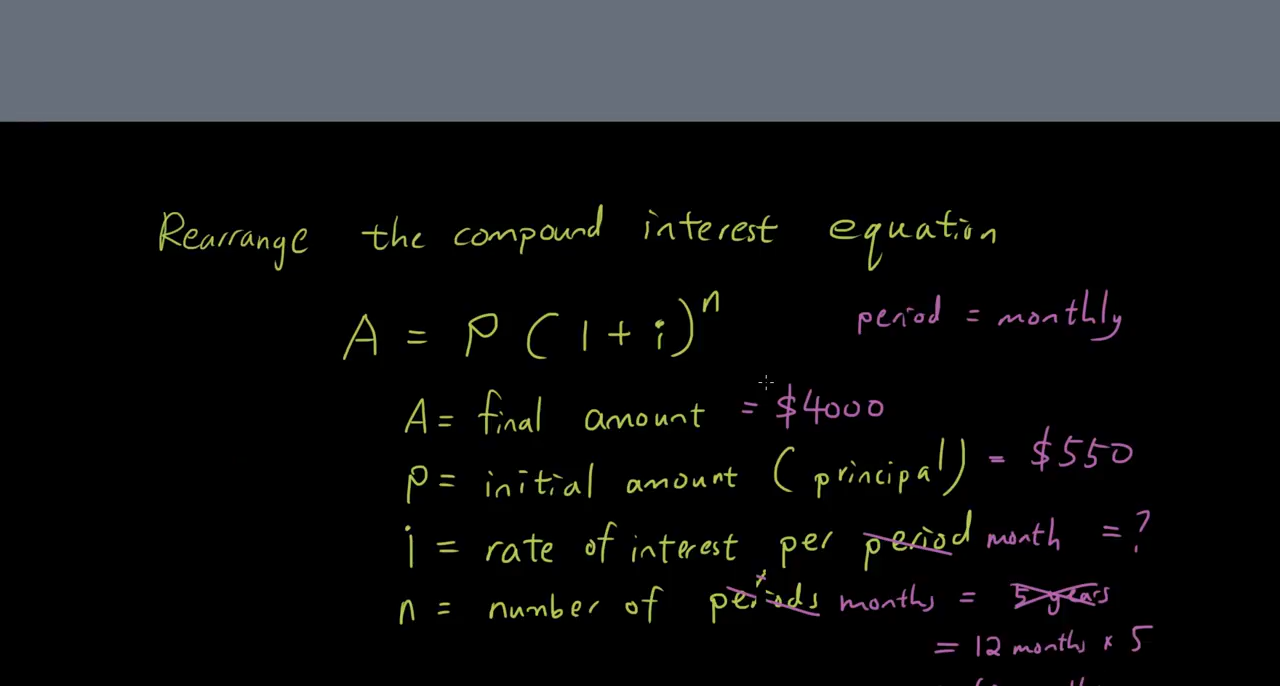 Rearrange the compound interest equation
A = P (1 + i)^n
period = monthly
A = final amount = $4000
P = initial amount (principal) = $550
i = rate of interest per period month = ?
n = number of periods months = 5 years
= 12 months x 5